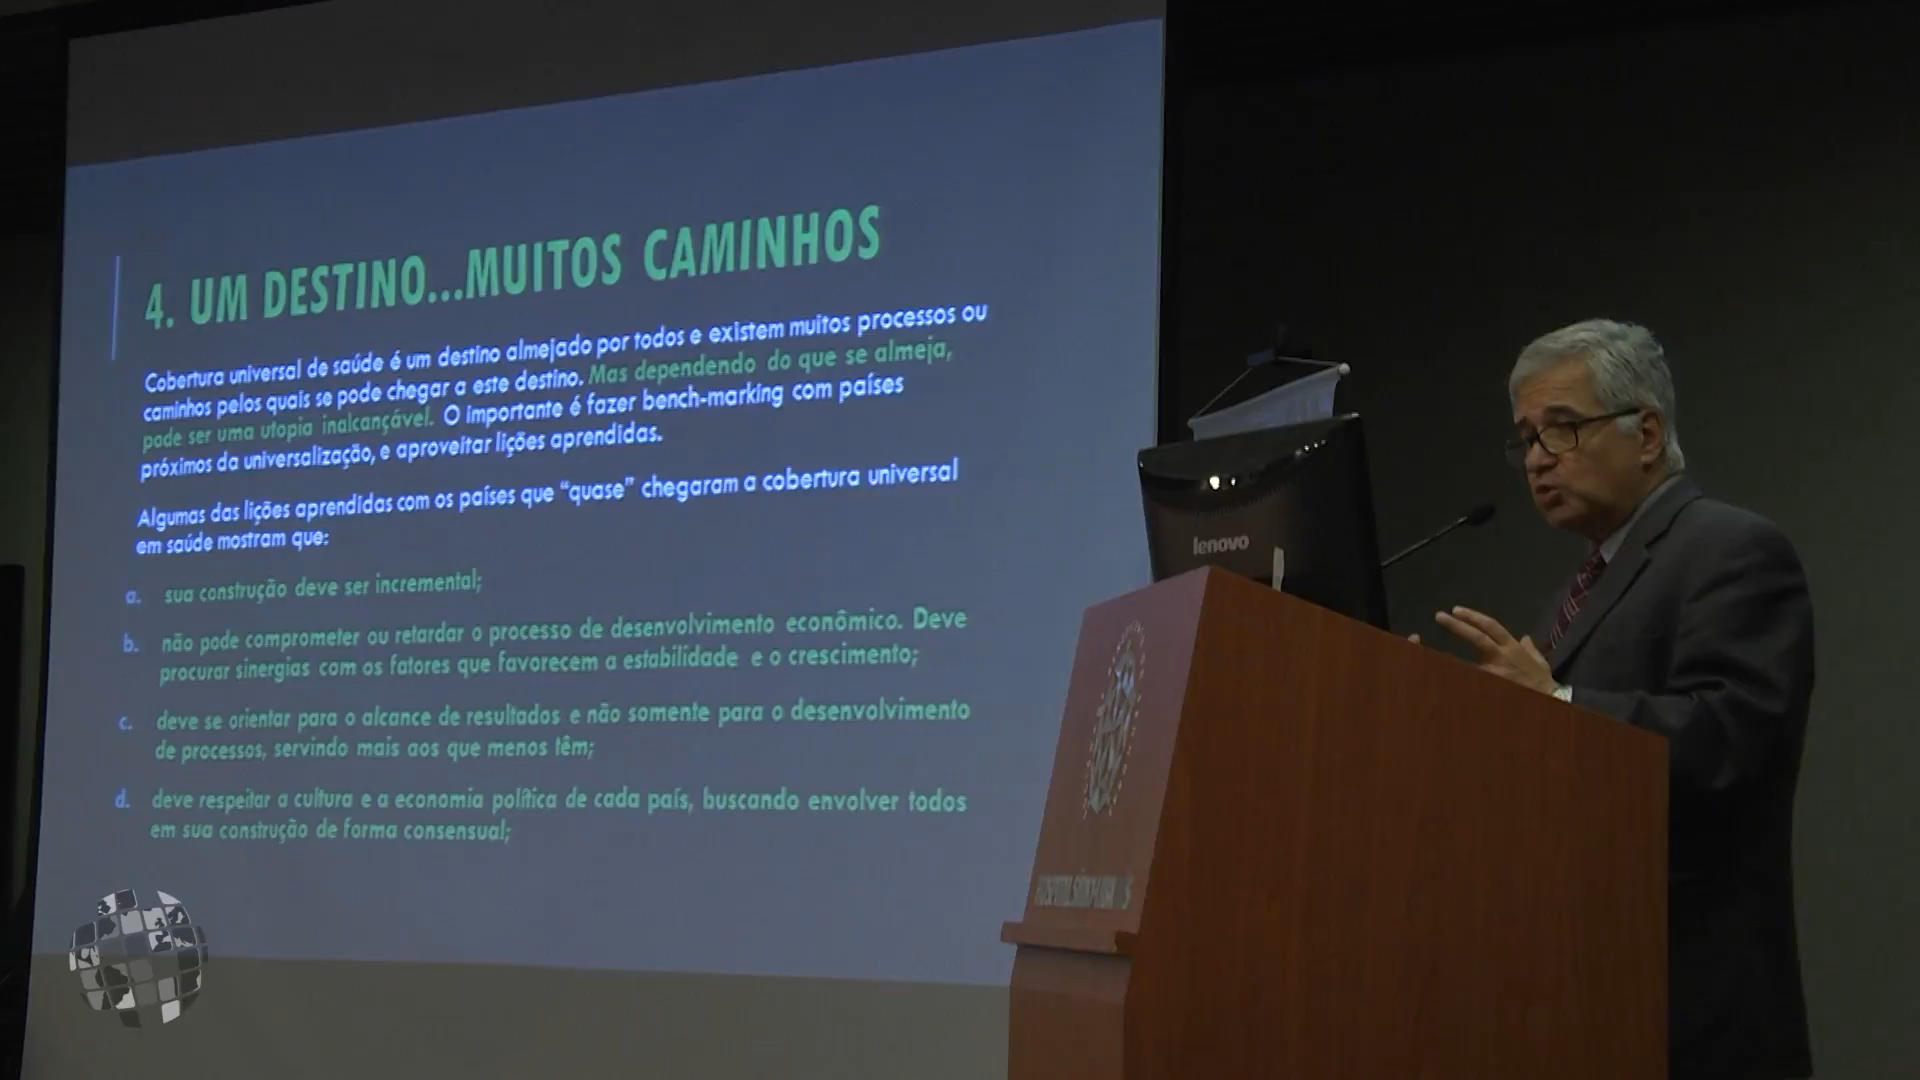 4. UM DESTINO...MUITOS CAMINHOS
Cobertura universal de saúde é um destino almejado por todos e existem muitos processos ou
caminhos pelos quais se pode chegar a este destino. Mas dependendo do que se almeja,
pode ser uma utopia inalcançável. O importante é fazer bench-marking com países
próximos da universalização, e aproveitar lições aprendidas.
Algumas das lições aprendidas com os países que “quase” chegaram a cobertura universal
em saúde mostram que:
a. sua construção deve ser incremental;
b. não pode comprometer ou retardar o processo de desenvolvimento econômico. Deve
procurar sinergias com os fatores que favorecem a estabilidade e o crescimento;
c. deve se orientar para o alcance de resultados e não somente para o desenvolvimento
de processos, servindo mais aos que menos têm;
d. deve respeitar a cultura e a economia política de cada país, buscando envolver todos
em sua construção de forma consensual;
lenovo